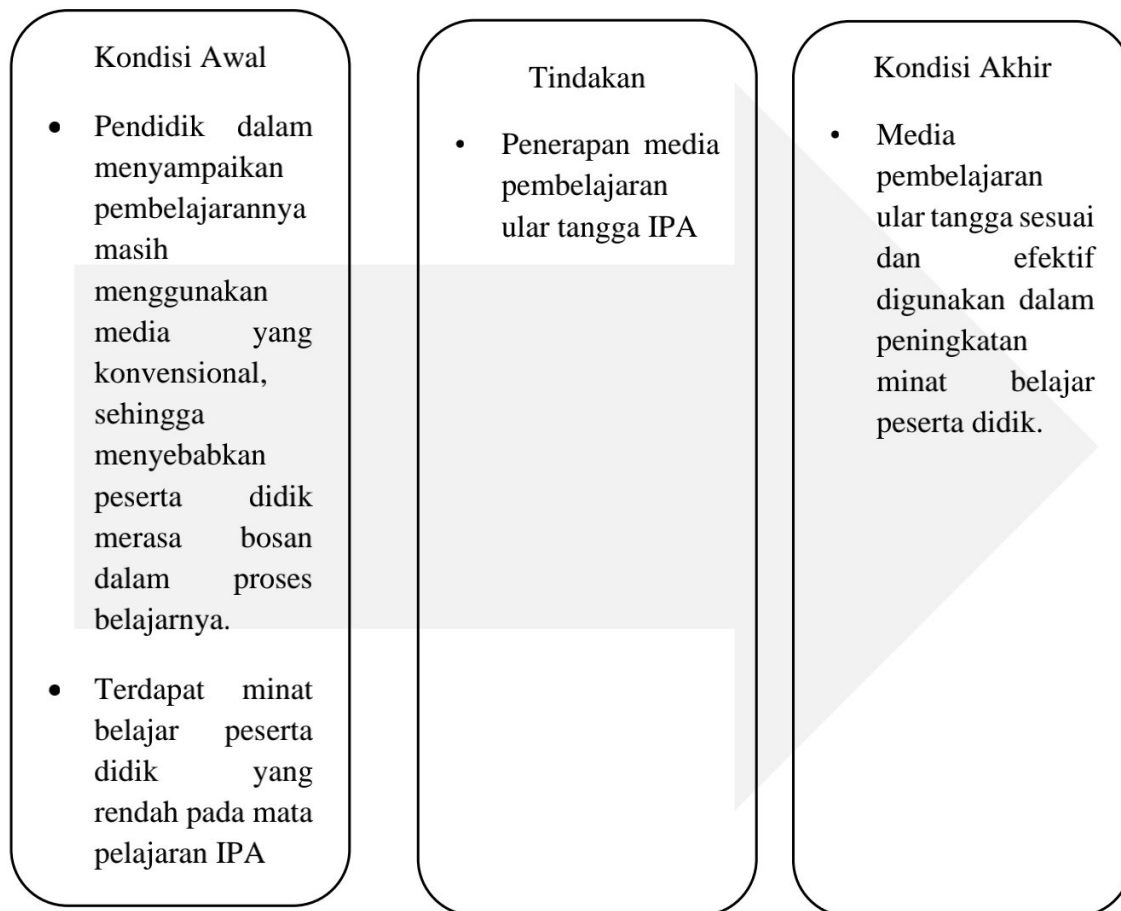 Kondisi Awal
• Pendidik dalam
menyampaikan
pembelajarannya
masih
menggunakan
media yang
konvensional,
sehingga
menyebabkan
peserta didik
merasa bosan
dalam proses
belajarnya.
• Terdapat minat
belajar peserta
didik yang
rendah pada mata
pelajaran IPA
Tindakan
• Penerapan media
pembelajaran
ular tangga IPA
Kondisi Akhir
• Media
pembelajaran
ular tangga sesuai
dan efektif
digunakan dalam
peningkatan
minat belajar
peserta didik.